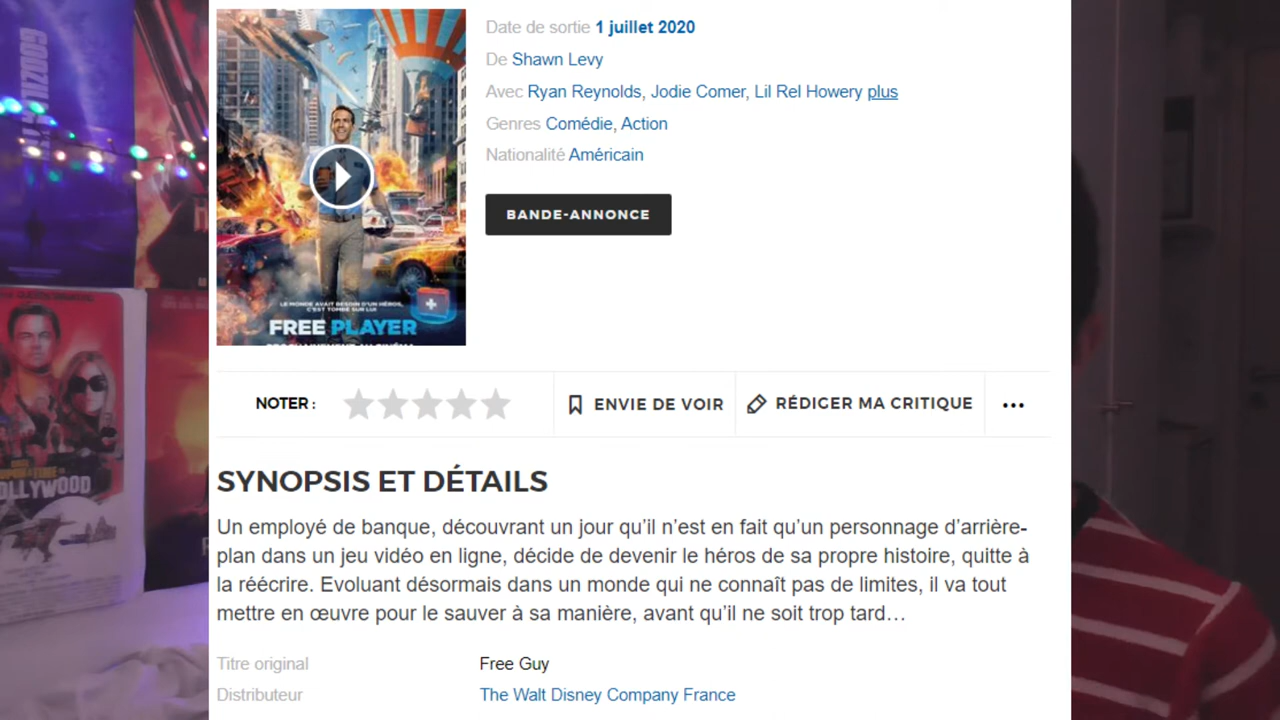 Date de sortie 1 juillet 2020
De Shawn Levy
Avec Ryan Reynolds, Jodie Comer, Lil Rel Howery plus
Genres Comédie, Action
Nationalité Américain
BANDE-ANNONCE
LE MONDE AVAIT BESOIN D'UN HÉROS,
C'EST TOMBÉ SUR LUI
FREE PLAYER
NOTER :
ENVIE DE VOIR
RÉDIGER MA CRITIQUE
SYNOPSIS ET DÉTAILS
Un employé de banque, découvrant un jour qu'il n'est en fait qu'un personnage d'arrière-
plan dans un jeu vidéo en ligne, décide de devenir le héros de sa propre histoire, quitte à
la réécrire. Evoluant désormais dans un monde qui ne connaît pas de limites, il va tout
mettre en œuvre pour le sauver à sa manière, avant qu'il ne soit trop tard…
Titre original Free Guy
Distributeur The Walt Disney Company France